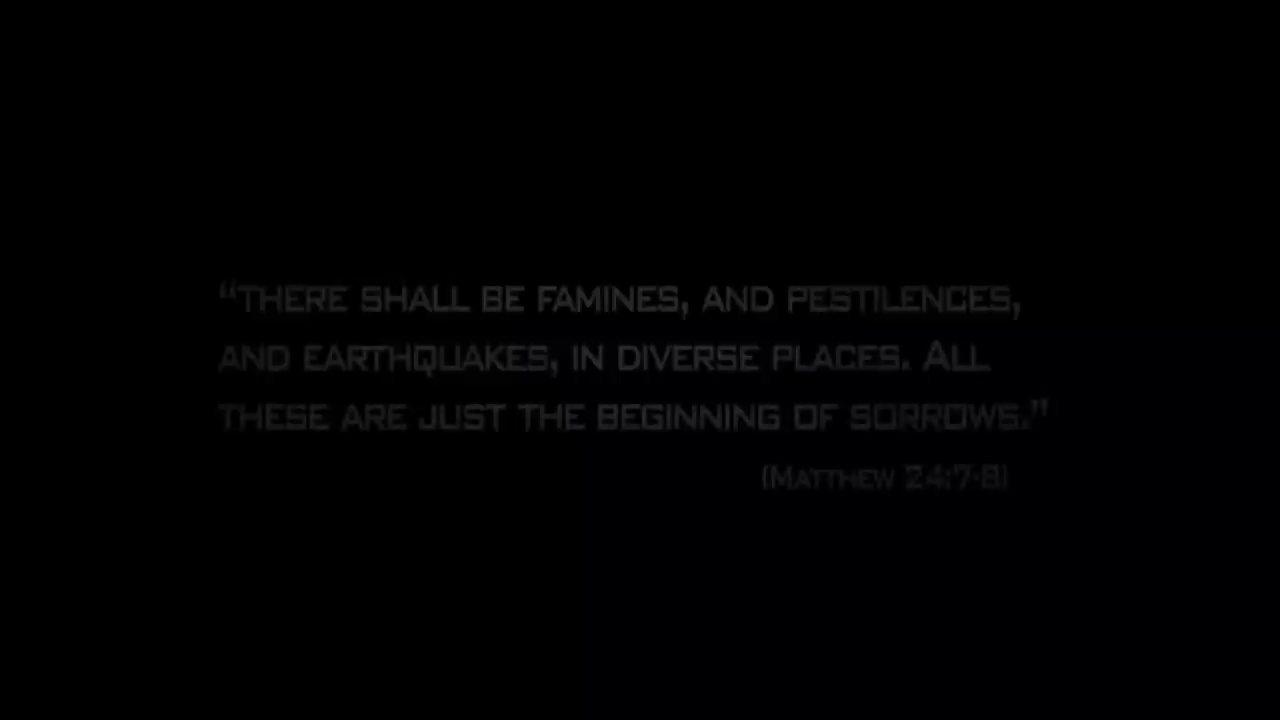 “There shall be famines, and pestilences,
and earthquakes, in diverse places. All
these are just the beginning of sorrows.”
(Matthew 24:7-8)